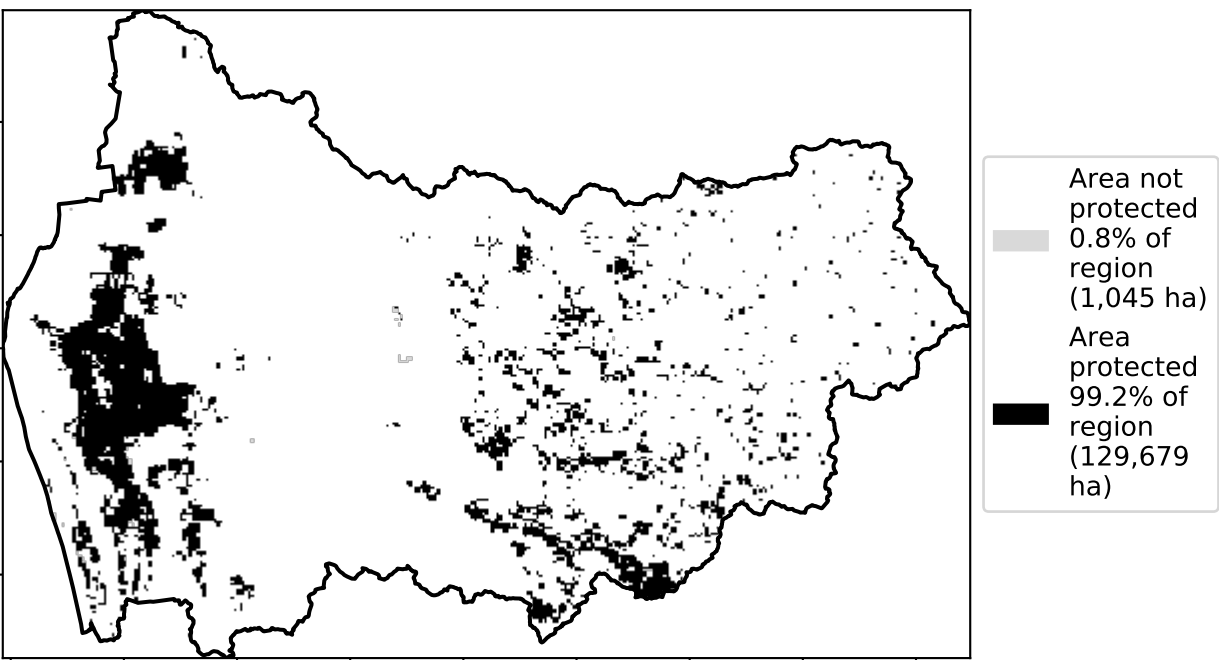 Area not
protected
0.8% of
region
(1,045 ha)
Area
protected
99.2% of
region
(129,679
ha)